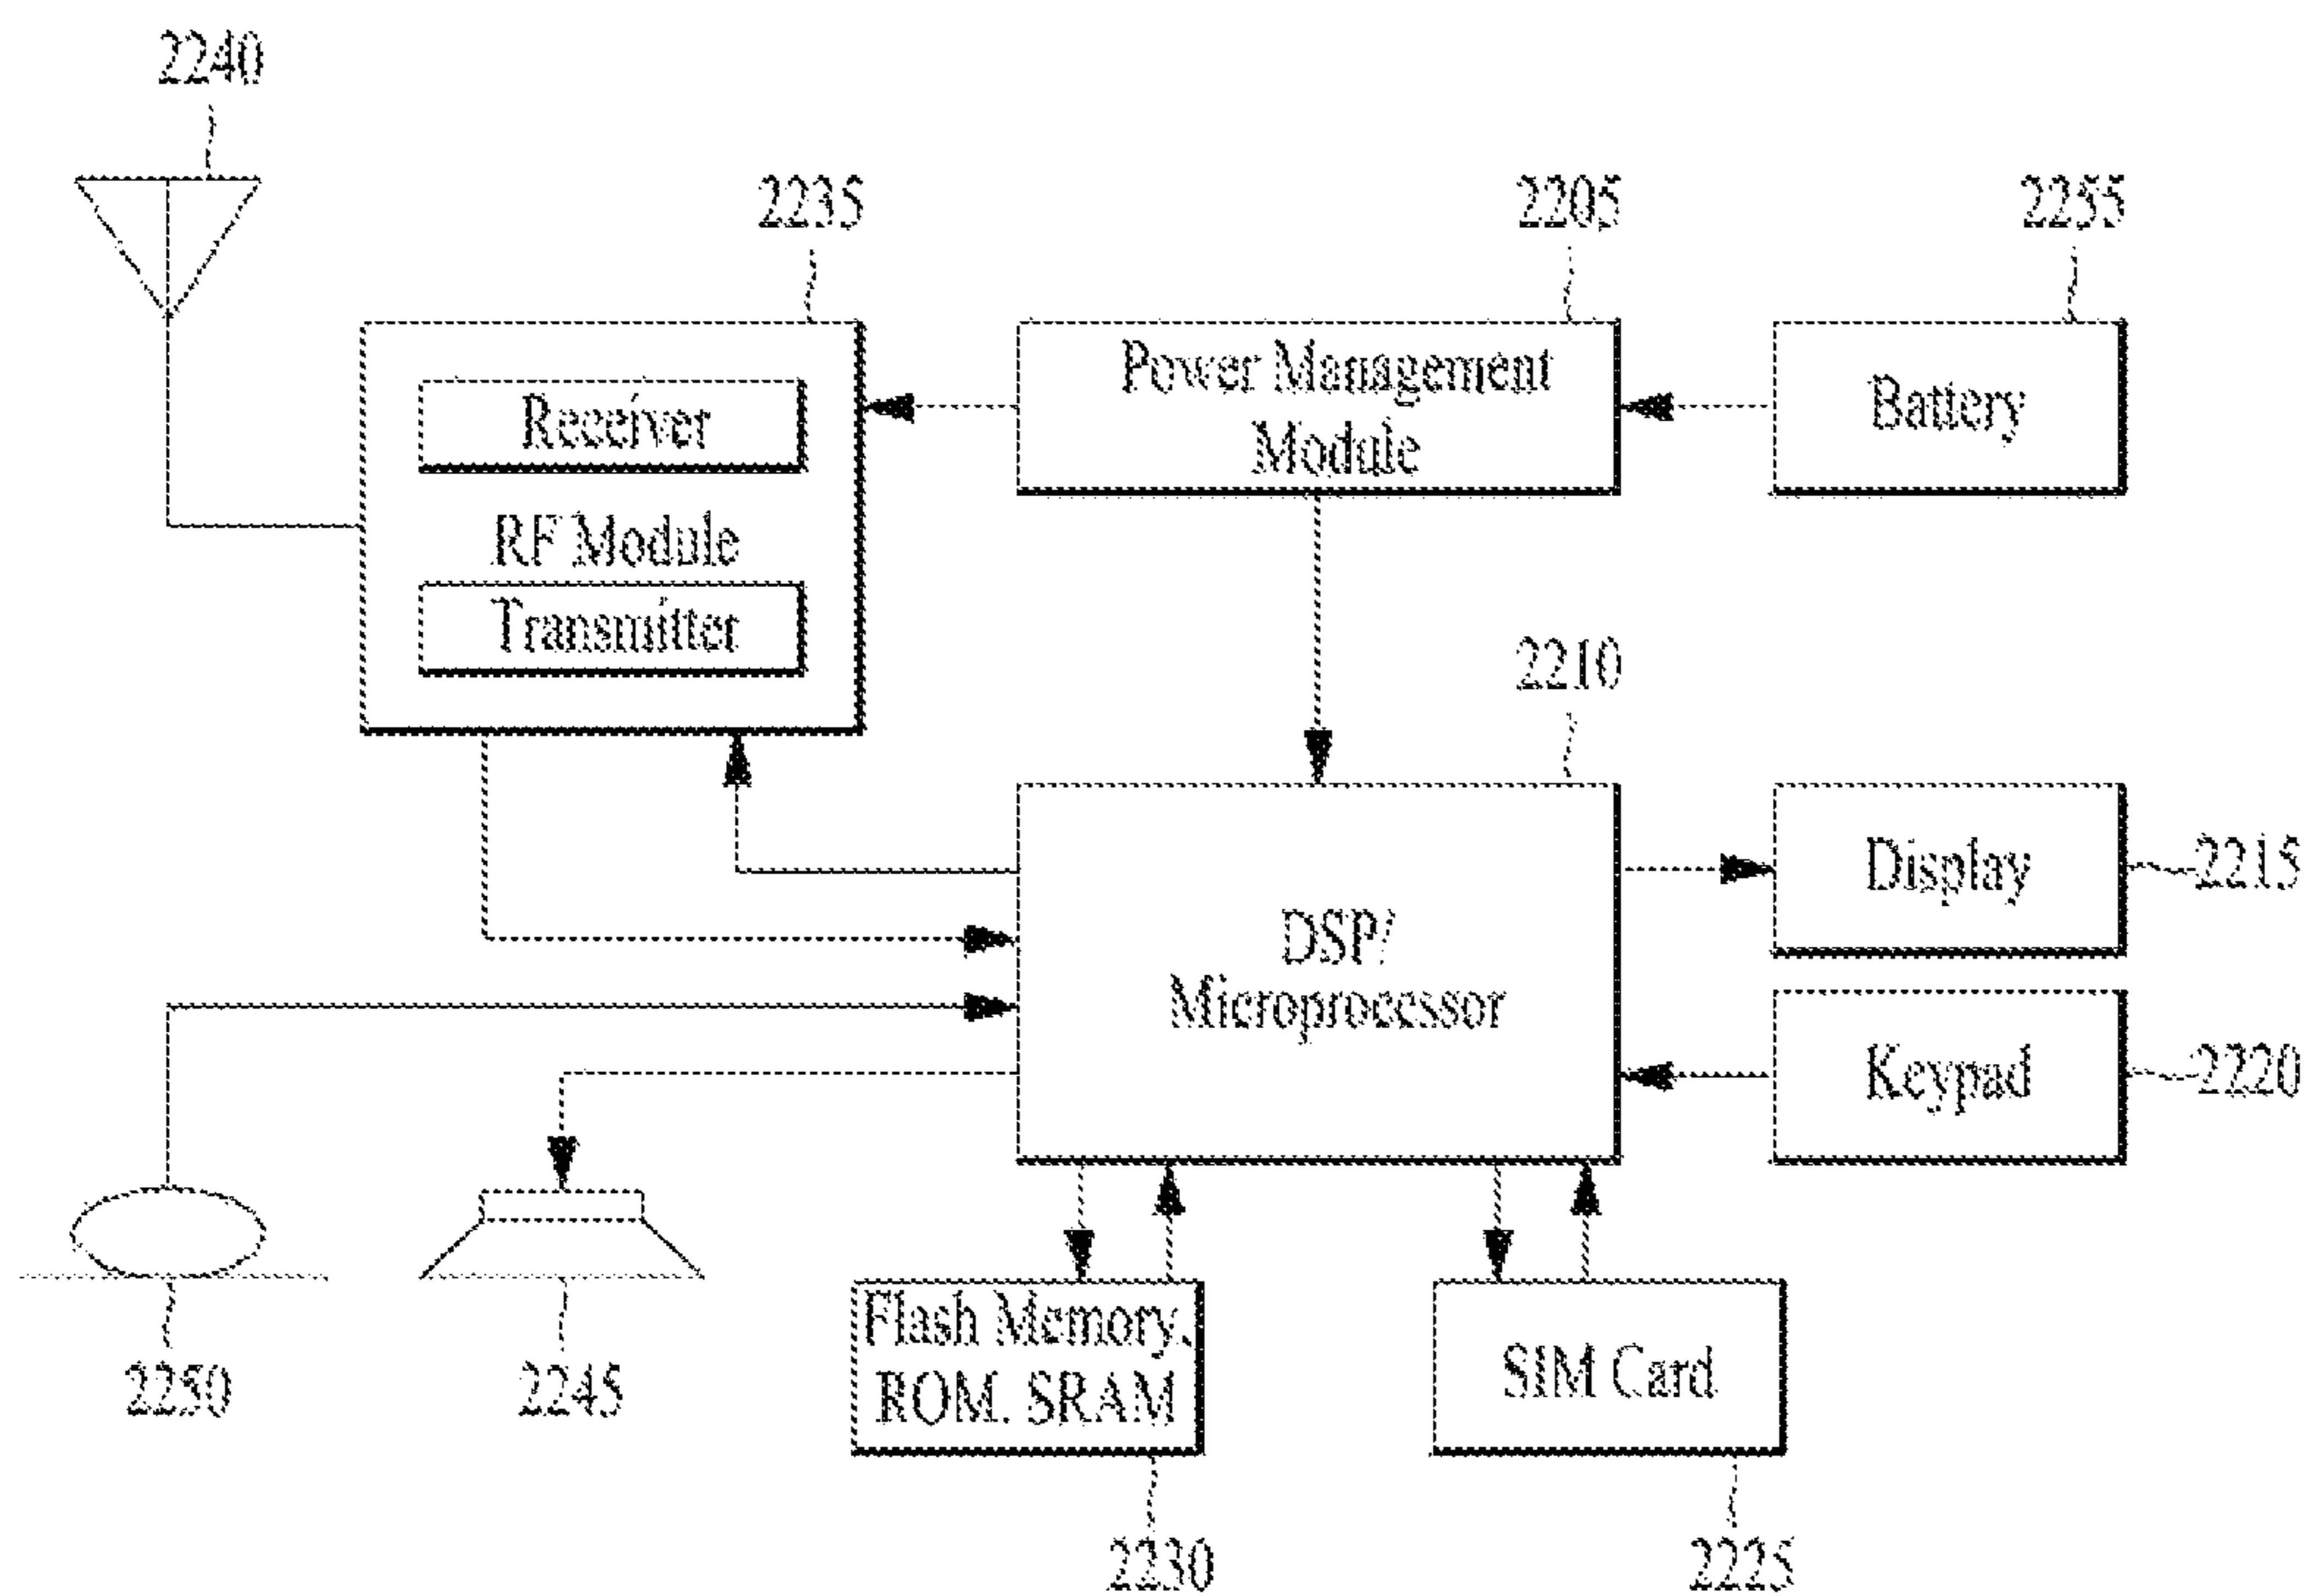 2240
2235
2205
2255
Receiver
RF Module
Transmitter
Power Management
Module
Battery
2210
DSP/
Microprocessor
Display
2215
Keypad
2220
2250
2245
Flash Memory,
ROM, SRAM
2230
SIM Card
2225